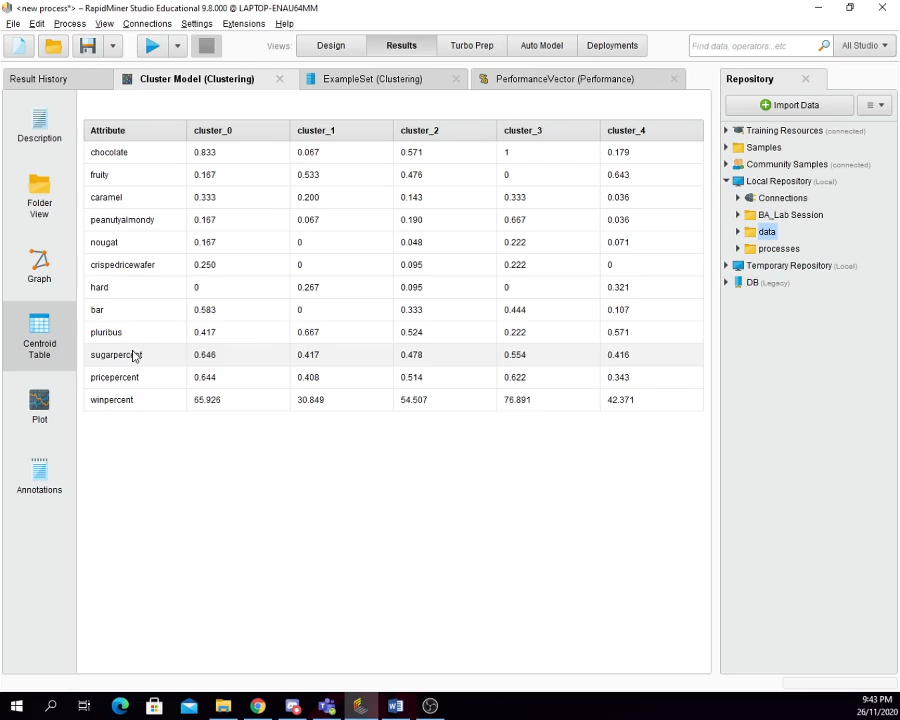 <new process*> – RapidMiner Studio Educational 9.8.000 @ LAPTOP-ENAU64MM
File Edit Process View Connections Settings Extensions Help
Views: Design Results Turbo Prep Auto Model Deployments Find data, operators...etc All Studio
Result History Cluster Model (Clustering) ExampleSet (Clustering) PerformanceVector (Performance) Repository
Import Data
Description
Folder View
Graph
Centroid Table
Plot
Annotations
Attribute cluster_0 cluster_1 cluster_2 cluster_3 cluster_4
chocolate 0.833 0.067 0.571 1 0.179
fruity 0.167 0.533 0.476 0 0.643
caramel 0.333 0.200 0.143 0.333 0.036
peanutyalmondy 0.167 0.067 0.190 0.667 0.036
nougat 0.167 0 0.048 0.222 0.071
crispedricewafer 0.250 0 0.095 0.222 0
hard 0 0.267 0.095 0 0.321
bar 0.583 0 0.333 0.444 0.107
pluribus 0.417 0.667 0.524 0.222 0.571
sugarpercent 0.646 0.417 0.478 0.554 0.416
pricepercent 0.644 0.408 0.514 0.622 0.343
winpercent 65.926 30.849 54.507 76.891 42.371
Training Resources (connected)
Samples
Community Samples (connected)
Local Repository (Local)
Connections
BA_Lab Session
data
processes
Temporary Repository (Local)
DB (Legacy)
9:43 PM
26/11/2020